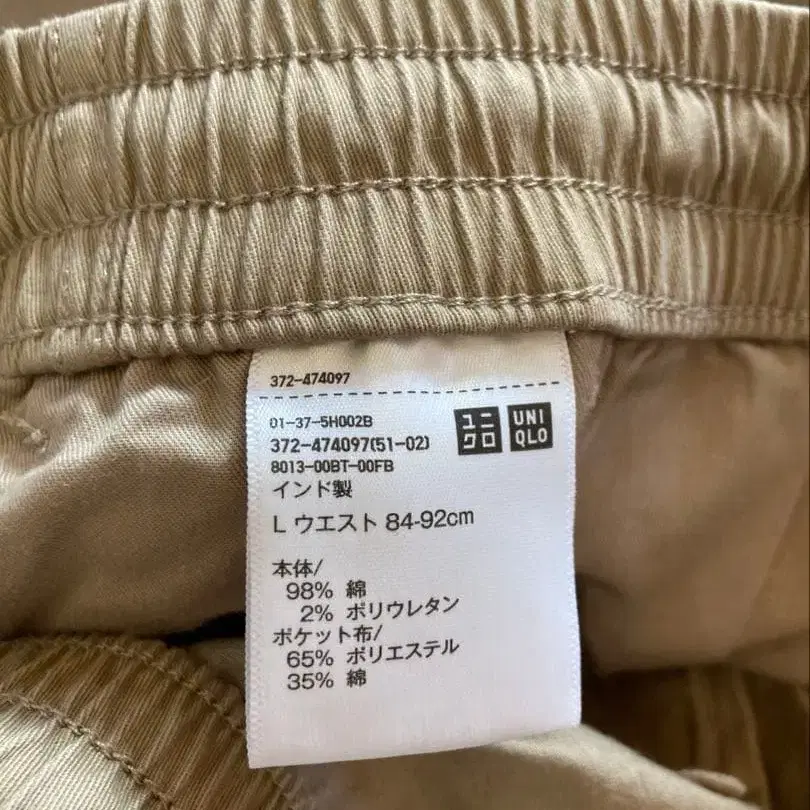 372-474097
01-37-5H002B
372-474097(51-02)
8013-00BT-00FB
ユニクロ
UNIQLO
インド製
L ウエスト 84-92cm
本体/
98% 綿
2% ポリウレタン
ポケット布/
65% ポリエステル
35% 綿